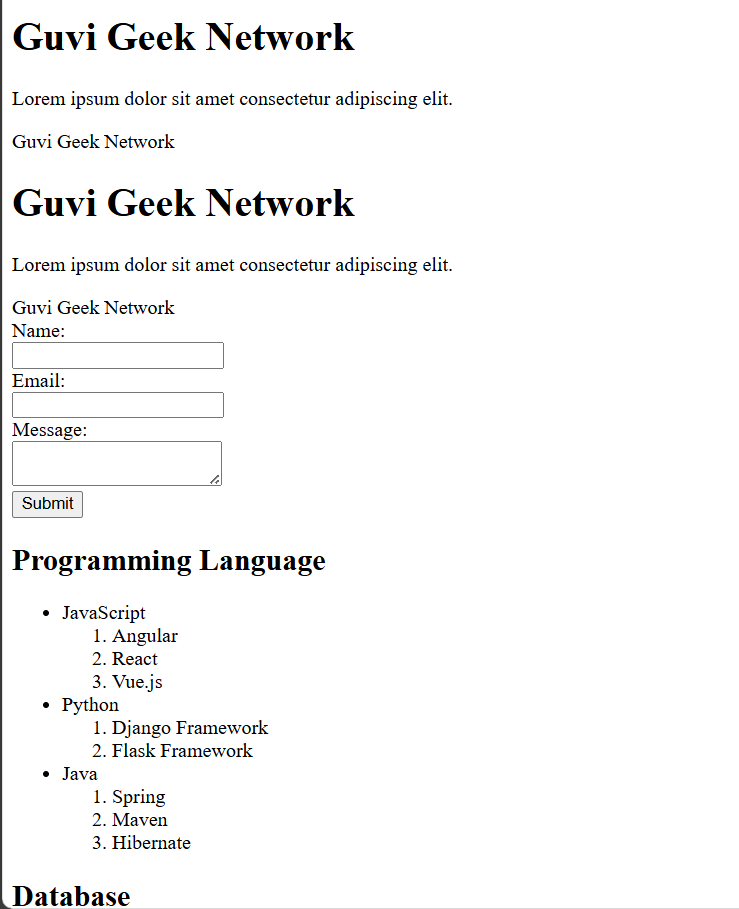 Guvi Geek Network
Lorem ipsum dolor sit amet consectetur adipiscing elit.
Guvi Geek Network
Guvi Geek Network
Lorem ipsum dolor sit amet consectetur adipiscing elit.
Guvi Geek Network
Name:
Email:
Message:
Submit
Programming Language
• JavaScript
1. Angular
2. React
3. Vue.js
• Python
1. Django Framework
2. Flask Framework
• Java
1. Spring
2. Maven
3. Hibernate
Database